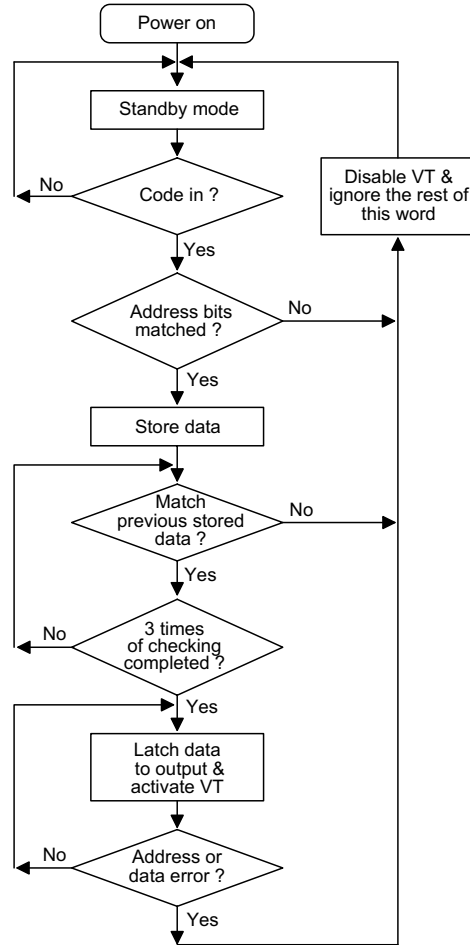 Power on
Standby mode
Code in ?
No
Yes
Disable VT &
ignore the rest of
this word
Address bits
matched ?
No
Yes
Store data
Match
previous stored
data ?
No
Yes
3 times
of checking
completed ?
No
Yes
Latch data
to output &
activate VT
Address or
data error ?
No
Yes